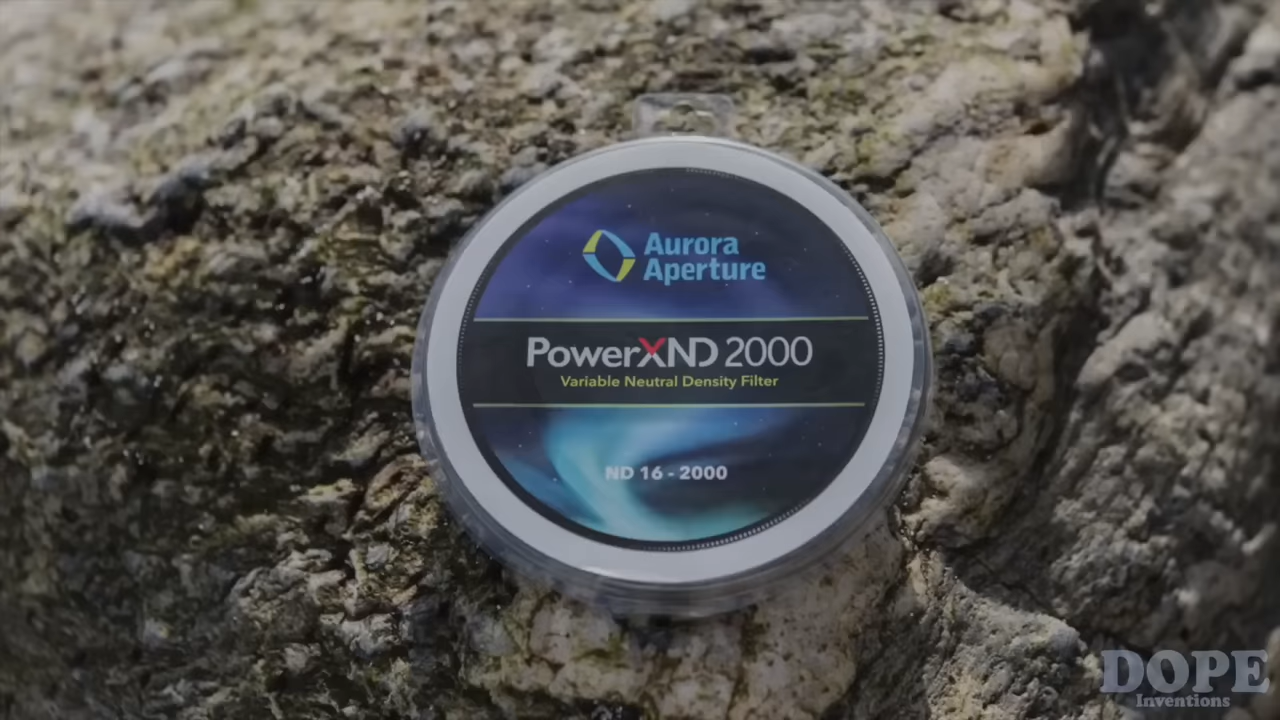 Aurora
Aperture
PowerXND 2000
Variable Neutral Density Filter
ND 16 - 2000
DOPE
Inventions